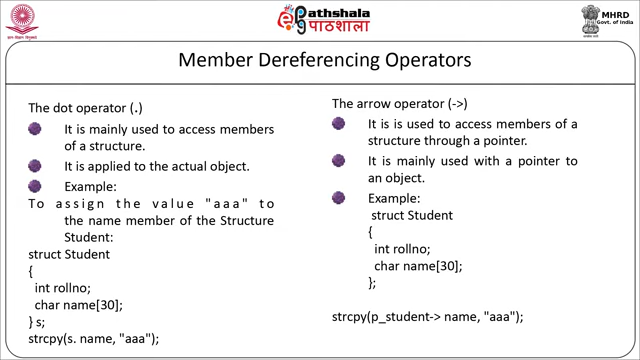 Pathshala
पाठशाला
MHRD
Govt. of India
Member Dereferencing Operators
The dot operator (.)
It is mainly used to access members
of a structure.
It is applied to the actual object.
Example:
To assign the value "aaa" to
the name member of the Structure
Student:
struct Student
{
int rollno;
char name[30];
} s;
strcpy(s. name, "aaa");
The arrow operator (->)
It is is used to access members of a
structure through a pointer.
It is mainly used with a pointer to
an object.
Example:
struct Student
{
int rollno;
char name[30];
};
strcpy(p_student-> name, "aaa");